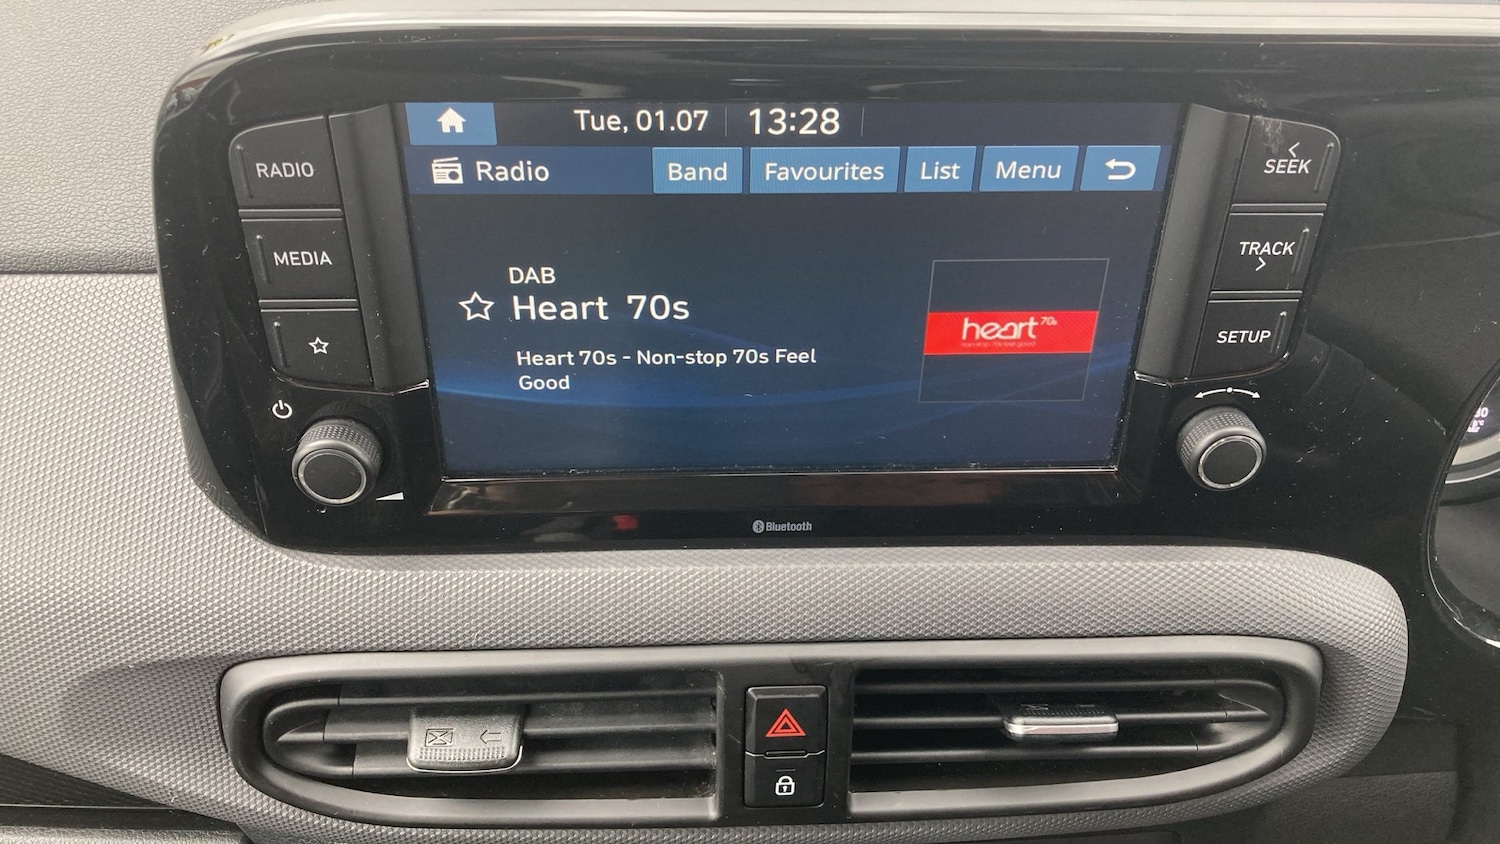 Tue, 01.07 13:28
RADIO
Radio Band Favourites List Menu
SEEK
MEDIA
TRACK
DAB
Heart 70s
heart 70s
SETUP
Heart 70s - Non-stop 70s Feel
Good
Bluetooth